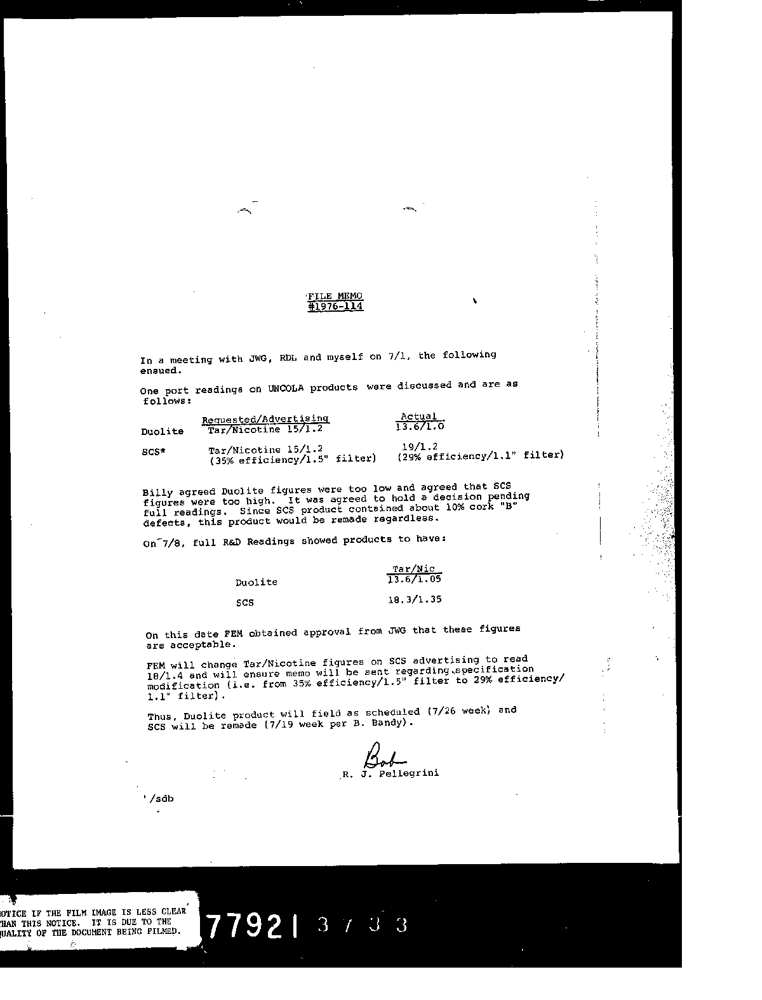 FILE MEMO
#1976-114
In a meeting with JWG, RDL and myself on 7/1, the following
ensued.
One port readings on UNCOLA products were discussed and are as
follows:
Requested/Advertising Actual
Duolite Tar/Nicotine 15/1.2 13.6/1.0
SCS* Tar/Nicotine 15/1.2 19/1.2
(35% efficiency/1.5" filter) (29% efficiency/1.1" filter)
Billy agreed Duolite figures were too low and agreed that SCS
figures were too high. It was agreed to hold a decision pending
full readings. Since SCS product contained about 10% cork "B"
defects, this product would be remade regardless.
On 7/8, full R&D Readings showed products to have:
Tar/Nic
Duolite 13.6/1.05
SCS 18.3/1.35
On this date FEM obtained approval from JWG that these figures
are acceptable.
FEM will change Tar/Nicotine figures on SCS advertising to read
18/1.4 and will ensure memo will be sent regarding specification
modification (i.e. from 35% efficiency/1.5" filter to 29% efficiency/
1.1" filter).
Thus, Duolite product will field as scheduled (7/26 week) and
SCS will be remade (7/19 week per B. Bandy).
Bob
R. J. Pellegrini
/sdb
NOTICE IF THE FILM IMAGE IS LESS CLEAR
THAN THIS NOTICE. IT IS DUE TO THE
QUALITY OF THE DOCUMENT BEING FILMED.
77921 3733